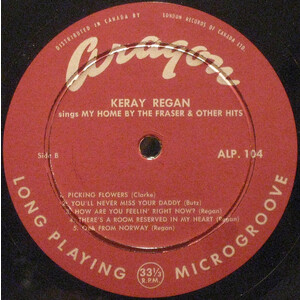 DISTRIBUTED IN CANADA BY LONDON RECORDS OF CANADA LTD.
Aragon
KERAY REGAN
sings MY HOME BY THE FRASER & OTHER HITS
Side B
ALP. 104
1. PICKING FLOWERS (Clarke)
2. YOU'LL NEVER MISS YOUR DADDY (Butz)
3. HOW ARE YOU FEELIN' RIGHT NOW? (Regan)
4. THERE'S A ROOM RESERVED IN MY HEART (Regan)
5. FROM NORWAY (Regan)
LONG PLAYING 33⅓ R.P.M. MICROGROOVE